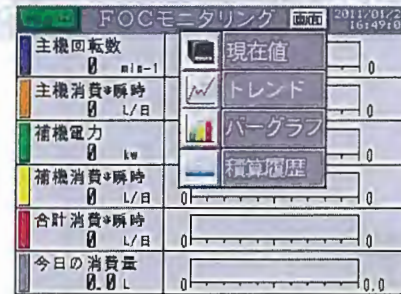 FOCモニタリング 画面 2011/01/2
16:49:0
主機回転数
0 min-1
0
現在値
主機消費*瞬時
0 L/日
0
トレンド
補機電力
0 kw
0
バーグラフ
補機消費*瞬時
0 L/日
0 0
積算履歴
合計消費*瞬時
0 L/日
0 0
今日の消費量
0.0 L
0 0.0